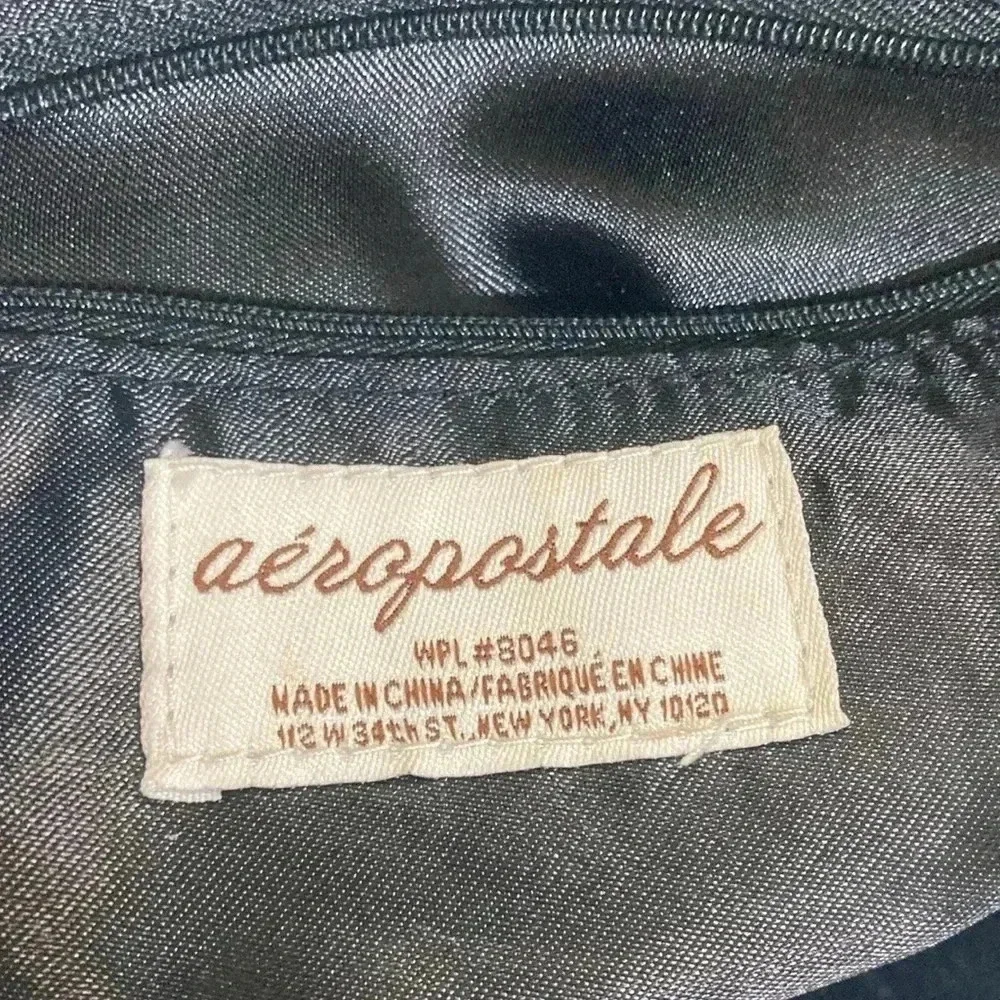 aéropostale
WPL #8046
MADE IN CHINA/FABRIQUÉ EN CHINE
112 W 34th ST., NEW YORK, NY 10120